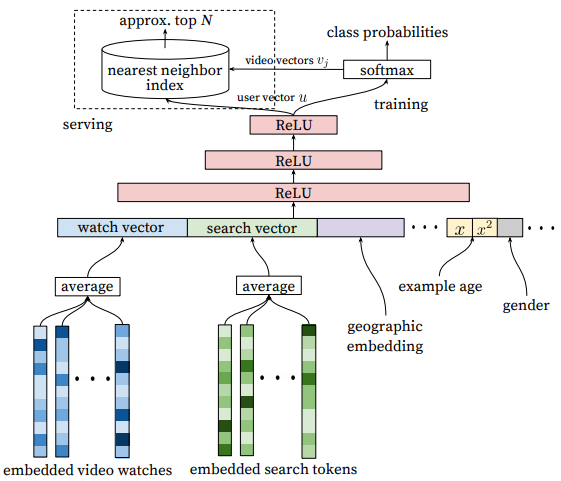 approx. top N
class probabilities
nearest neighbor
index
video vectors v_j
softmax
user vector u
training
serving
ReLU
ReLU
ReLU
watch vector
search vector
x
x²
average
average
example age
gender
geographic
embedding
embedded video watches
embedded search tokens